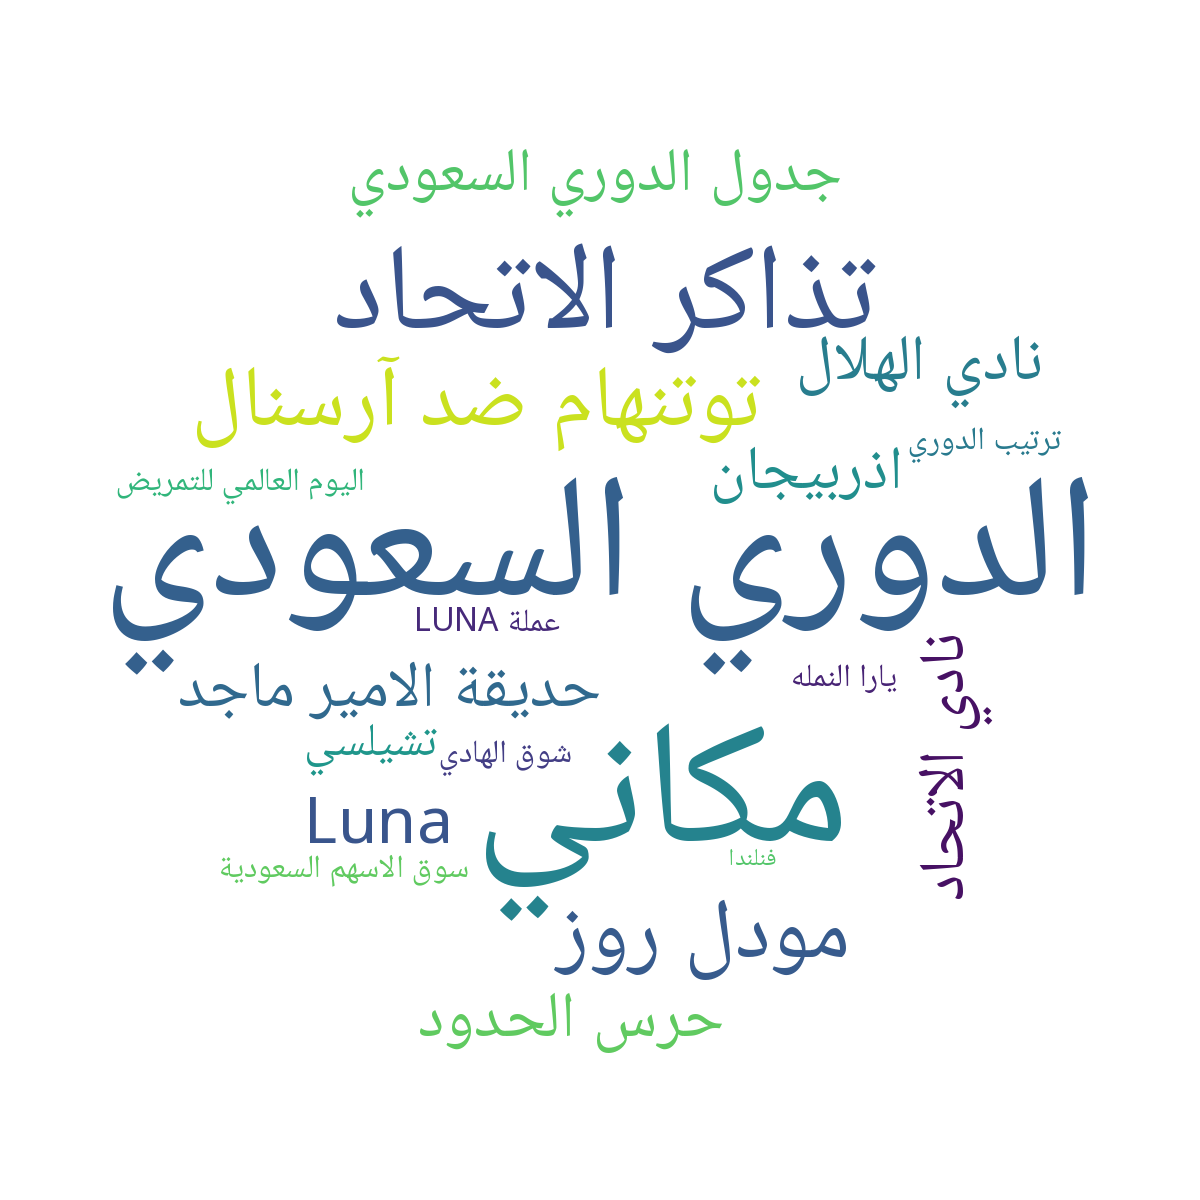 جدول الدوري السعودي
تذاكر الاتحاد
نادي الهلال
توتنهام ضد آرسنال
ترتيب الدوري
اذربيجان
اليوم العالمي للتمريض
الدوري السعودي
عملة LUNA
نادي الاتحاد
يارا النمله
حديقة الامير ماجد
تشيلسي
شوق الهادي
مكاني
Luna
فنلندا
سوق الاسهم السعودية
مودل روز
حرس الحدود